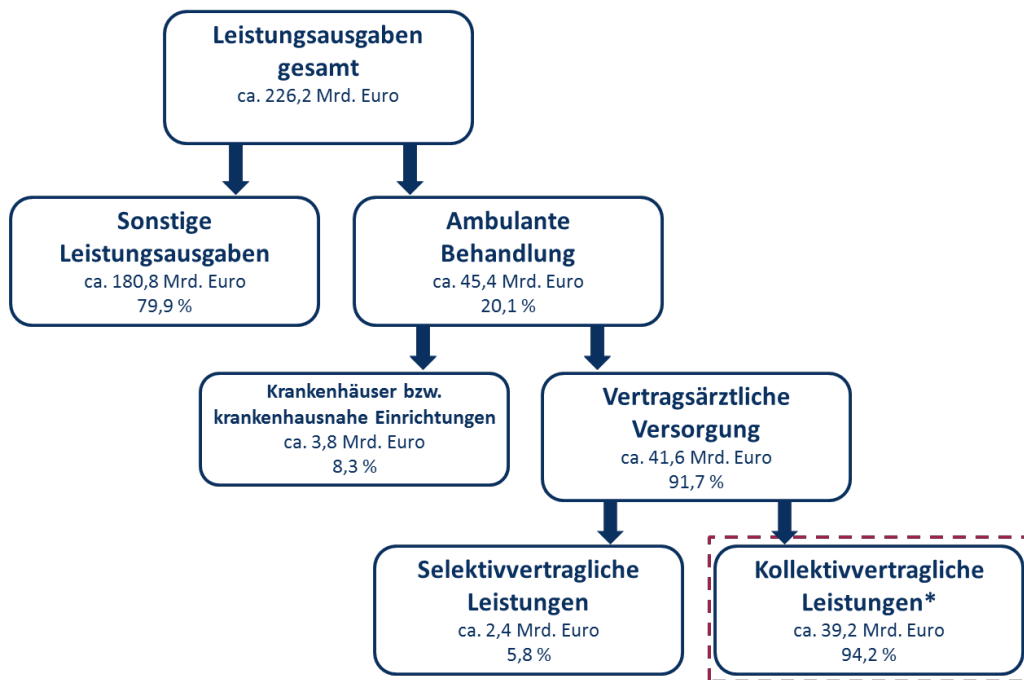 Leistungsausgaben
gesamt
ca. 226,2 Mrd. Euro
Sonstige
Leistungsausgaben
ca. 180,8 Mrd. Euro
79,9 %
Ambulante
Behandlung
ca. 45,4 Mrd. Euro
20,1 %
Krankenhäuser bzw.
krankenhausnahe Einrichtungen
ca. 3,8 Mrd. Euro
8,3 %
Vertragsärztliche
Versorgung
ca. 41,6 Mrd. Euro
91,7 %
Selektivvertragliche
Leistungen
ca. 2,4 Mrd. Euro
5,8 %
Kollektivvertragliche
Leistungen*
ca. 39,2 Mrd. Euro
94,2 %